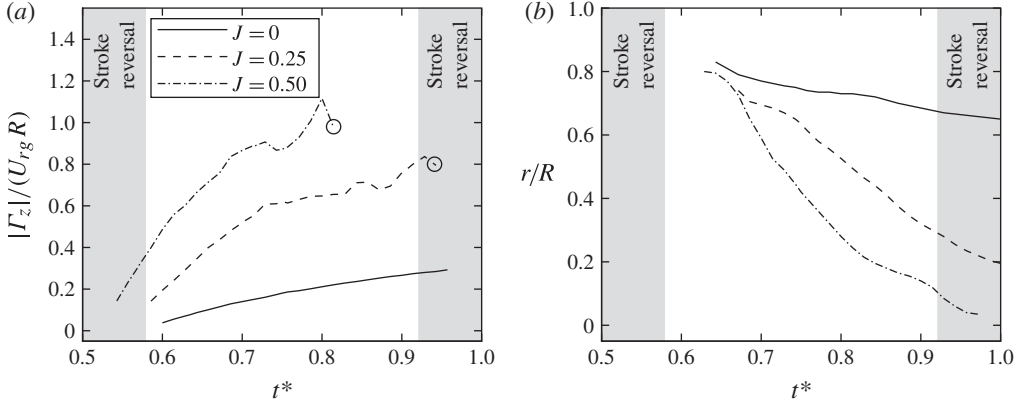 (a)
1.4
1.2
1.0
0.8
0.6
0.4
0.2
0
|Γz|/(UrgR)
Stroke
reversal
J = 0
J = 0.25
J = 0.50
Stroke
reversal
0.5 0.6 0.7 0.8 0.9 1.0
t*
(b)
1.0
0.8
0.6
0.4
0.2
0
r/R
Stroke
reversal
Stroke
reversal
0.5 0.6 0.7 0.8 0.9 1.0
t*